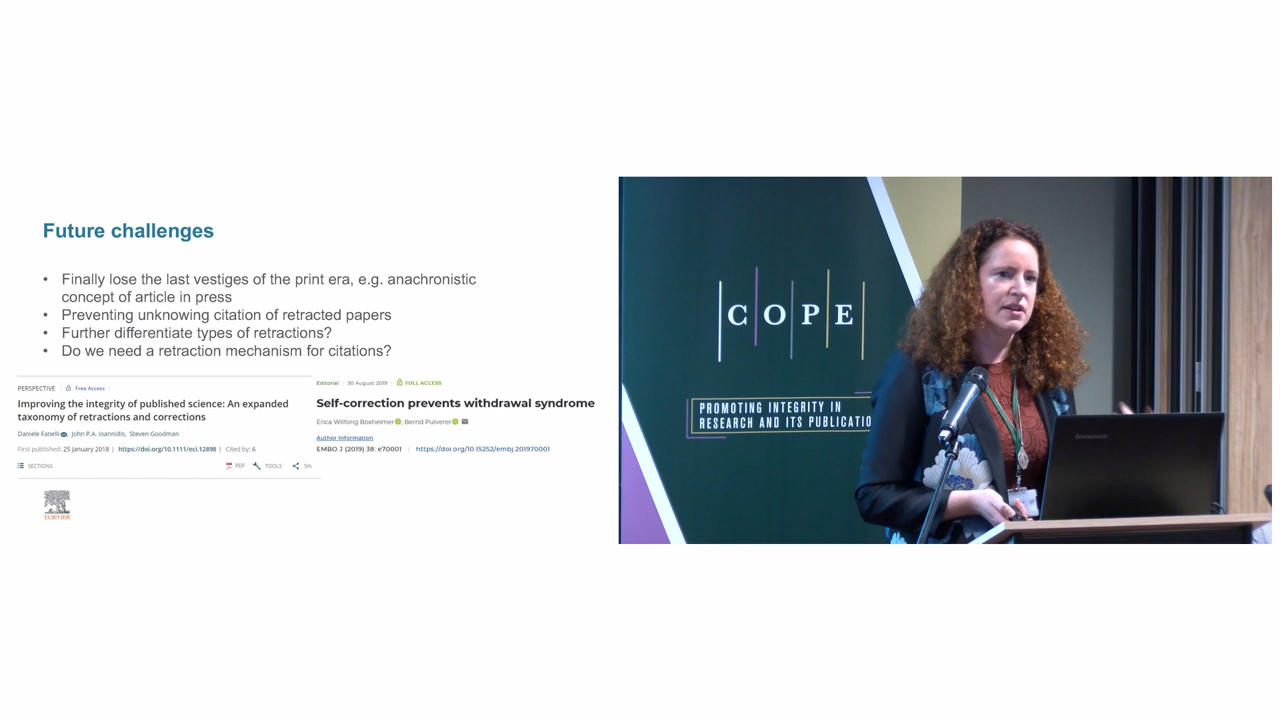 Future challenges
• Finally lose the last vestiges of the print era, e.g. anachronistic
concept of article in press
• Preventing unknowing citation of retracted papers
• Further differentiate types of retractions?
• Do we need a retraction mechanism for citations?
PERSPECTIVE Free Access
Improving the integrity of published science: An expanded
taxonomy of retractions and corrections
Daniele Fanelli, John P.A. Ioannidis, Steven Goodman
First published: 25 January 2018 | https://doi.org/10.1111/eci.12898 | Cited by: 6
SECTIONS PDF TOOLS SH
Editorial 30 August 2019 FULL ACCESS
Self-correction prevents withdrawal syndrome
Erica Wilfong Boxheimer, Bernd Pulverer
Author Information
EMBO J (2019) 38: e70001 https://doi.org/10.15252/embj.201970001
ELSEVIER
COPE
PROMOTING INTEGRITY IN
RESEARCH AND ITS PUBLICATIO
lenovo